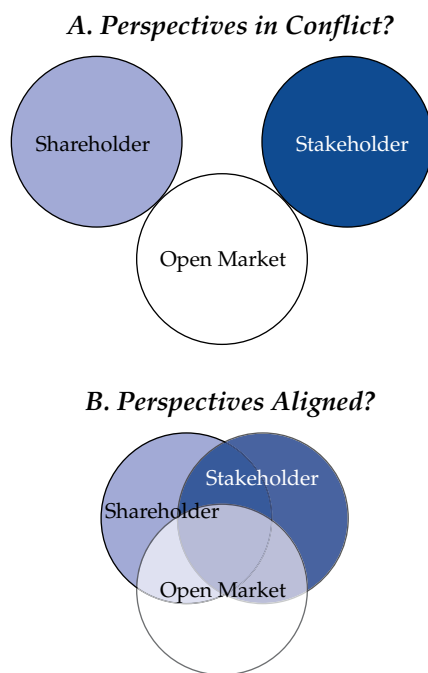 A. Perspectives in Conflict?
Shareholder
Stakeholder
Open Market
B. Perspectives Aligned?
Stakeholder
Shareholder
Open Market